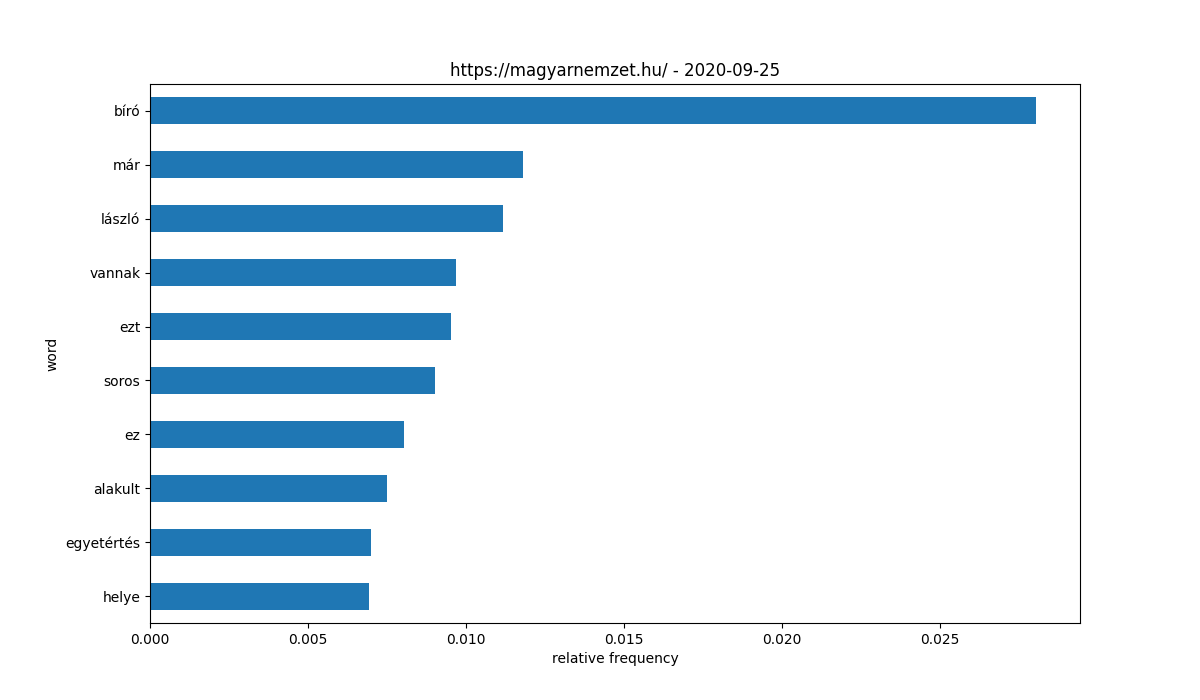 https://magyarnemzet.hu/ - 2020-09-25
word
bíró
már
lászló
vannak
ezt
soros
ez
alakult
egyetértés
helye
0.000 0.005 0.010 0.015 0.020 0.025
relative frequency